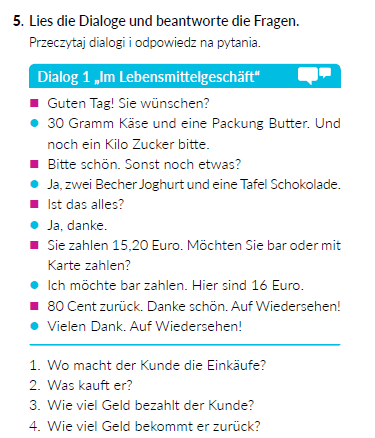 5. Lies die Dialoge und beantworte die Fragen.
Przeczytaj dialogi i odpowiedz na pytania.
Dialog 1 „Im Lebensmittelgeschäft“
Guten Tag! Sie wünschen?
30 Gramm Käse und eine Packung Butter. Und
noch ein Kilo Zucker bitte.
Bitte schön. Sonst noch etwas?
Ja, zwei Becher Joghurt und eine Tafel Schokolade.
Ist das alles?
Ja, danke.
Sie zahlen 15,20 Euro. Möchten Sie bar oder mit
Karte zahlen?
Ich möchte bar zahlen. Hier sind 16 Euro.
80 Cent zurück. Danke schön. Auf Wiedersehen!
Vielen Dank. Auf Wiedersehen!
1. Wo macht der Kunde die Einkäufe?
2. Was kauft er?
3. Wie viel Geld bezahlt der Kunde?
4. Wie viel Geld bekommt er zurück?